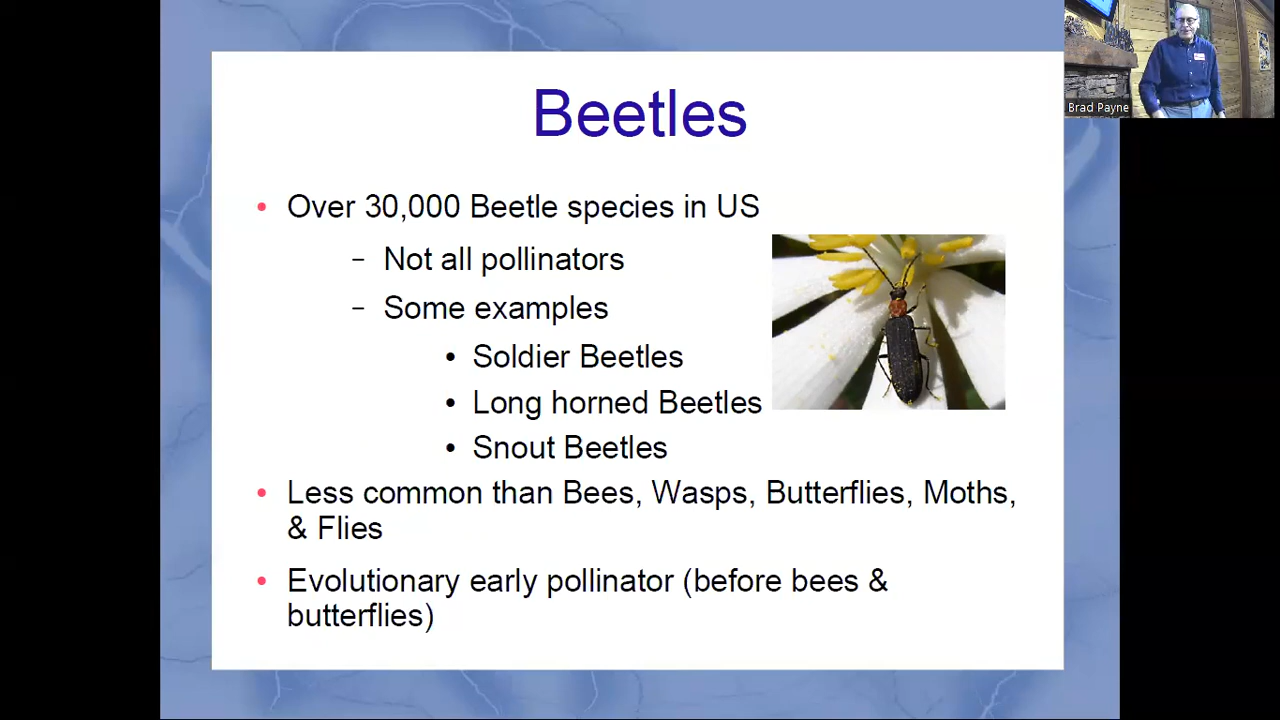 Beetles
• Over 30,000 Beetle species in US
– Not all pollinators
– Some examples
• Soldier Beetles
• Long horned Beetles
• Snout Beetles
• Less common than Bees, Wasps, Butterflies, Moths,
& Flies
• Evolutionary early pollinator (before bees &
butterflies)
Brad Payne